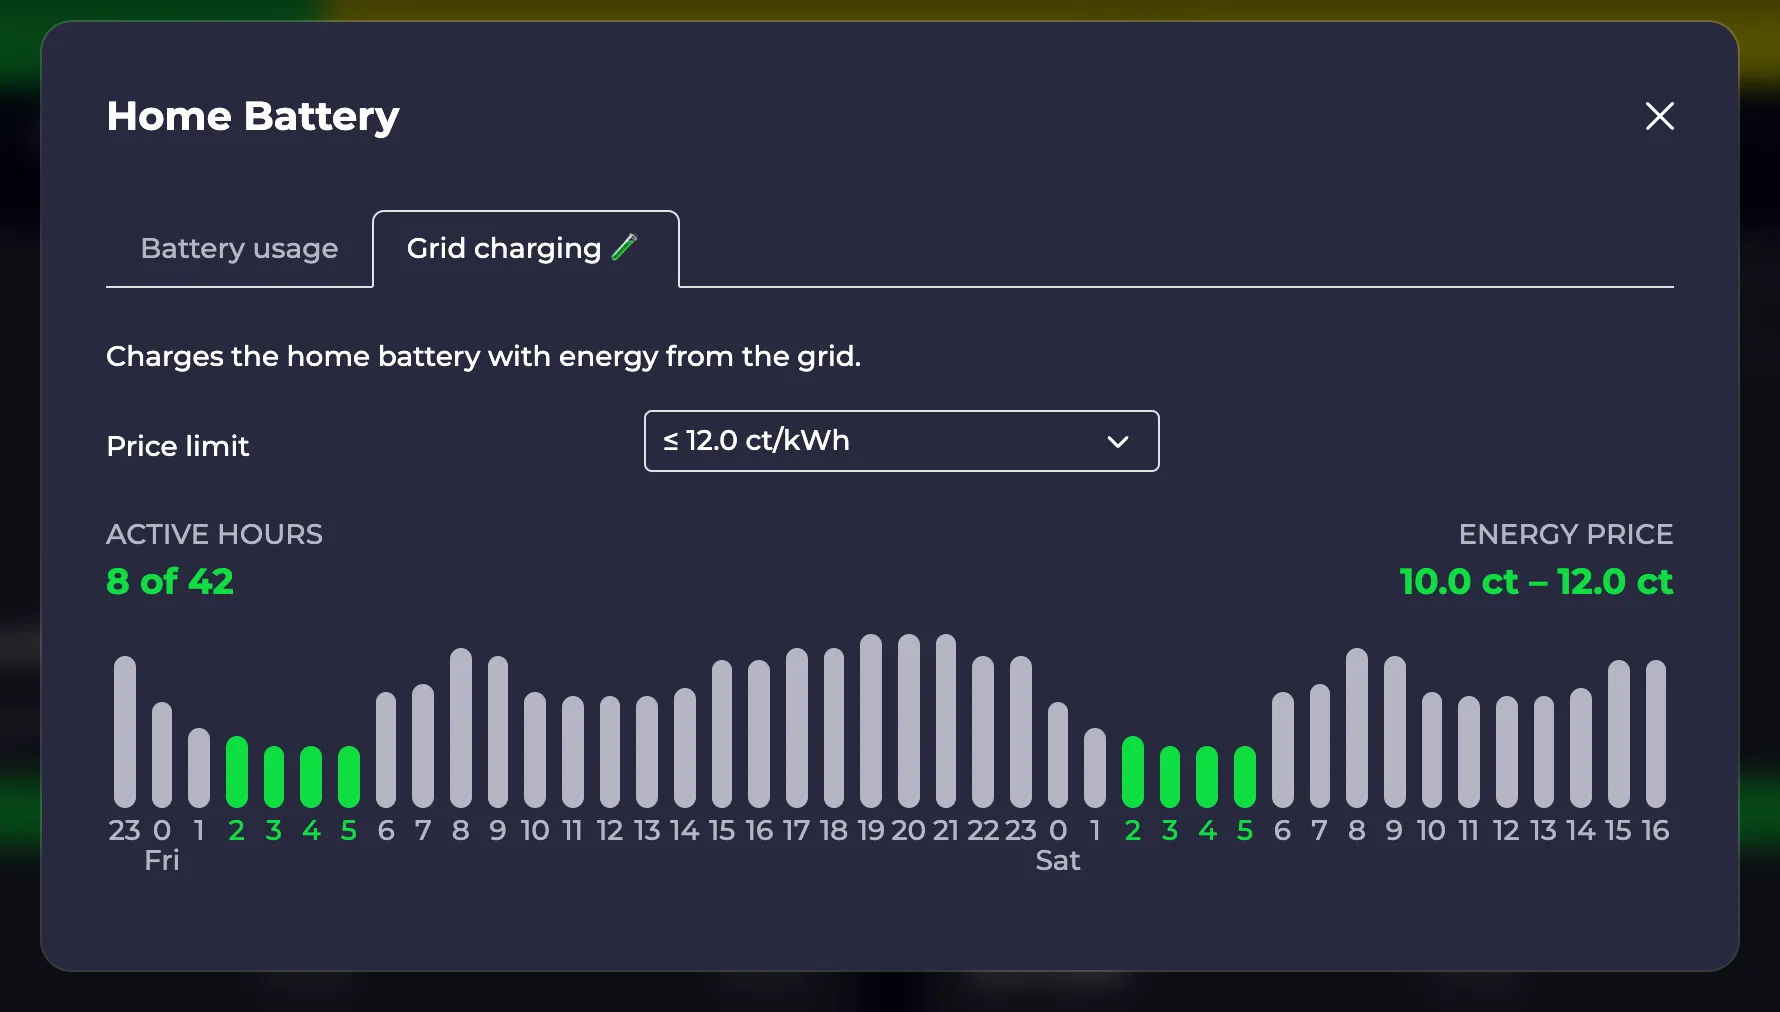 Home Battery
Battery usage
Grid charging
Charges the home battery with energy from the grid.
Price limit
≤ 12.0 ct/kWh
ACTIVE HOURS
ENERGY PRICE
8 of 42
10.0 ct – 12.0 ct
23 0 1 2 3 4 5 6 7 8 9 10 11 12 13 14 15 16 17 18 19 20 21 22 23 0 1 2 3 4 5 6 7 8 9 10 11 12 13 14 15 16
Fri Sat